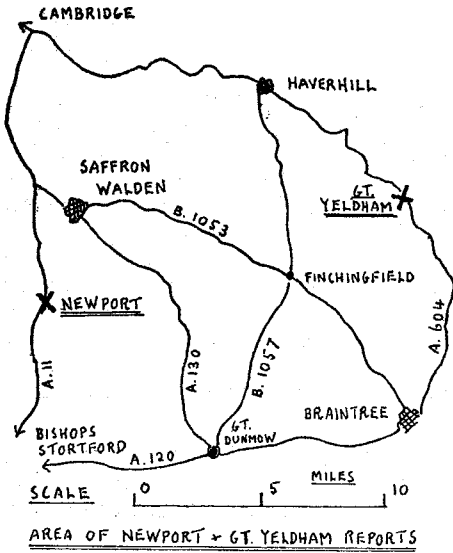 CAMBRIDGE
HAVERHILL
SAFFRON
WALDEN
GT.
YELDHAM
B. 1053
FINCHINGFIELD
NEWPORT
A. 604
A. 11
A. 130
B. 1057
BRAINTREE
GT.
DUNMOW
BISHOPS
STORTFORD
A. 120
MILES
SCALE
0 5 10
AREA OF NEWPORT + GT. YELDHAM REPORTS